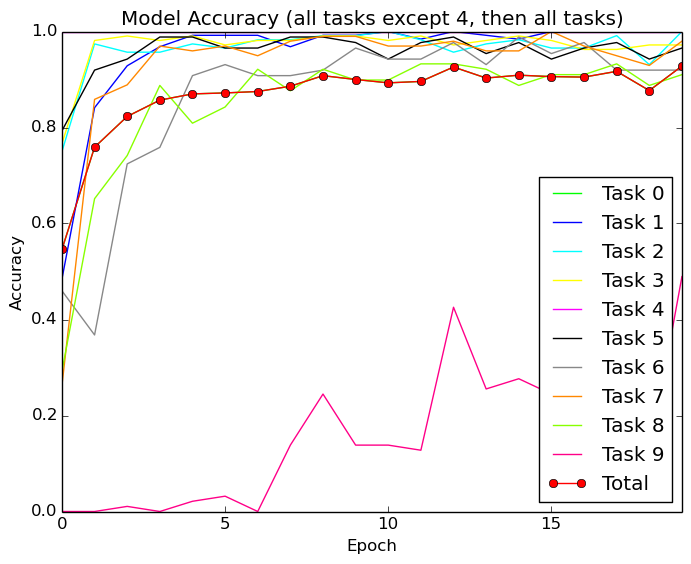 Model Accuracy (all tasks except 4, then all tasks)
1.0
0.8
0.6
0.4
0.2
0.0
Accuracy
0 5 10 15
Epoch
Task 0
Task 1
Task 2
Task 3
Task 4
Task 5
Task 6
Task 7
Task 8
Task 9
Total